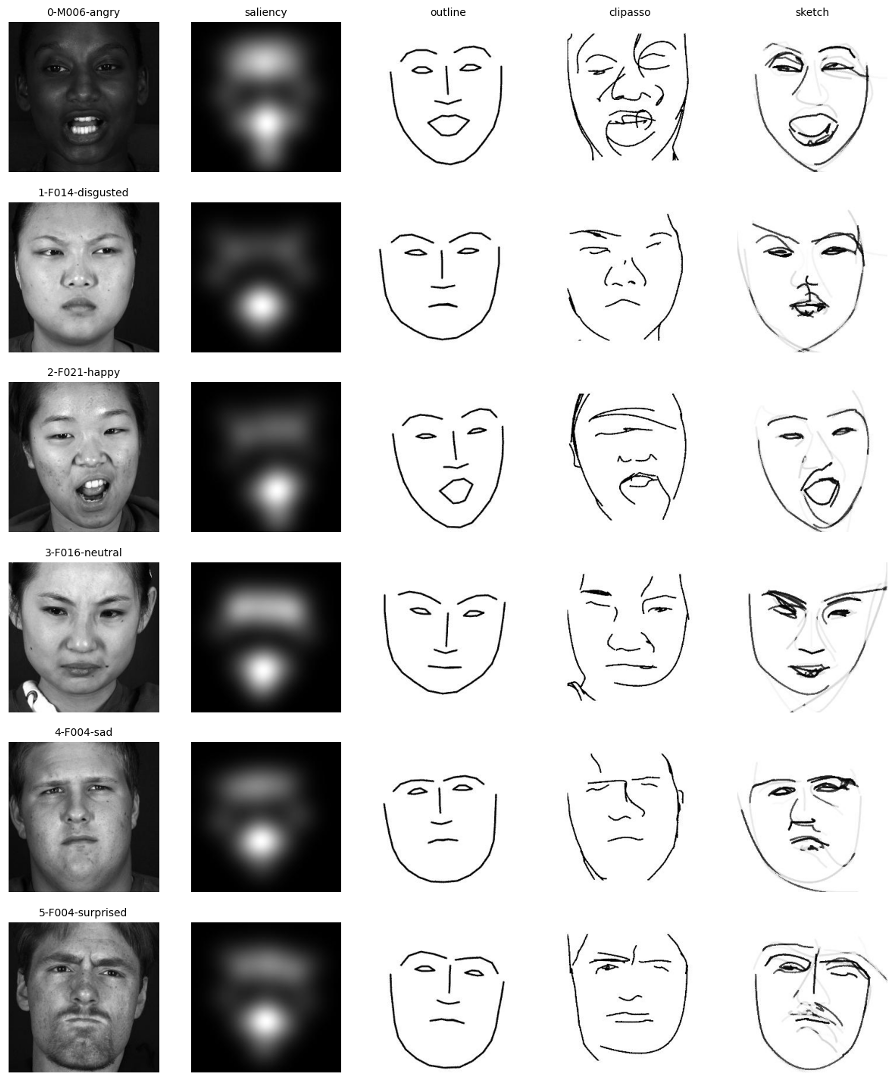 0-M006-angry saliency outline clipasso sketch
1-F014-disgusted
2-F021-happy
3-F016-neutral
4-F004-sad
5-F004-surprised